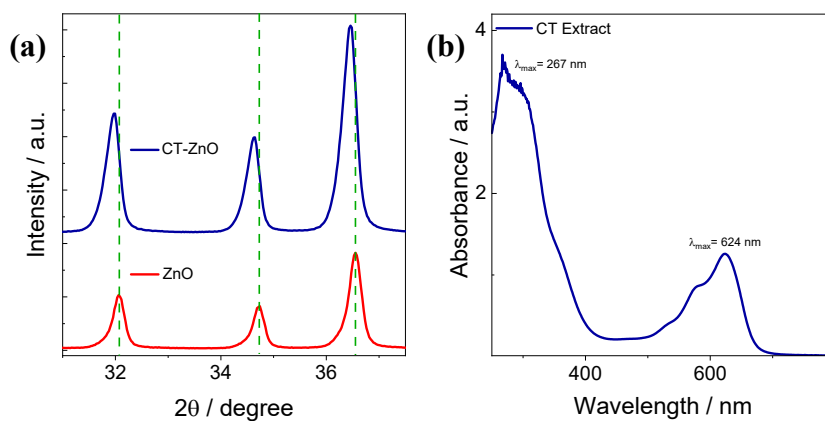 (a)
CT-ZnO
ZnO
Intensity / a.u.
32
34
36
2θ / degree
(b)
CT Extract
λmax= 267 nm
λmax= 624 nm
4
2
Absorbance / a.u.
400
600
Wavelength / nm